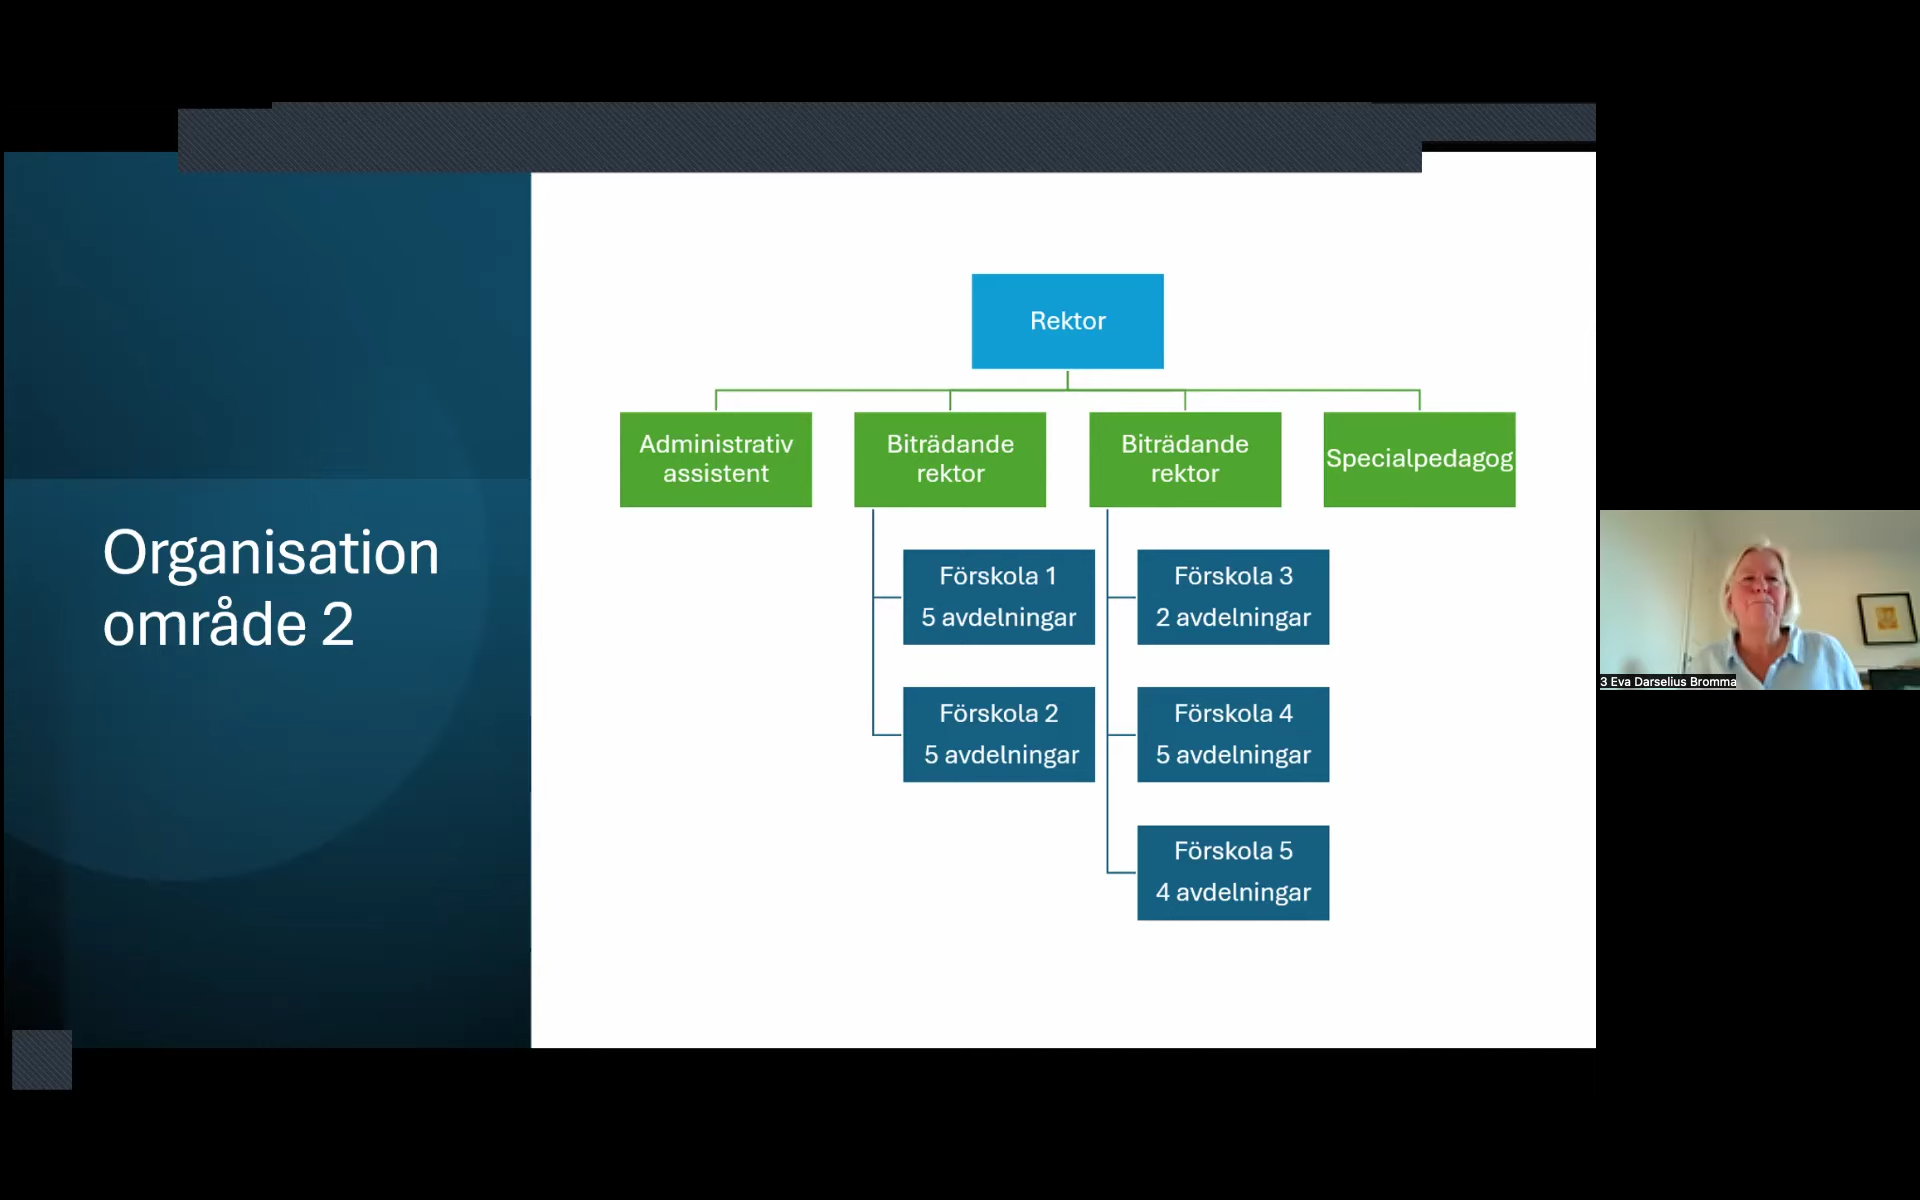 Organisation
område 2
Rektor
Administrativ
assistent
Biträdande
rektor
Biträdande
rektor
Specialpedagog
Förskola 1
5 avdelningar
Förskola 2
5 avdelningar
Förskola 3
2 avdelningar
Förskola 4
5 avdelningar
Förskola 5
4 avdelningar
3 Eva Darselius Bromma